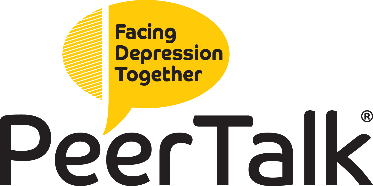 Facing
Depression
Together
PeerTalk®